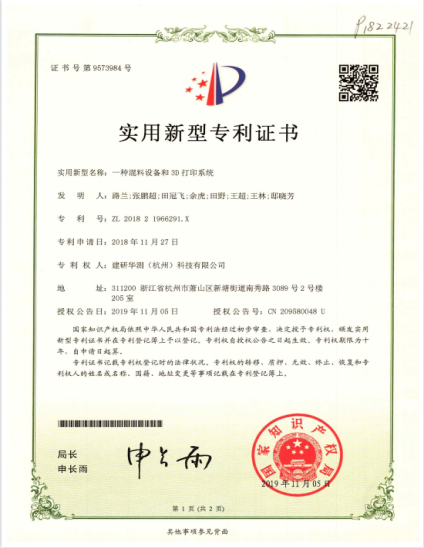 P1822421
证书号第9573984号
实用新型专利证书
实用新型名称：一种混料设备和3D打印系统
发 明 人：路兰;张鹏超;田冠飞;余虎;田野;王超;王林;邸晓芳
专 利 号：ZL 2018 2 1966291.X
专利申请日：2018年11月27日
专 利 权 人：建研华测（杭州）科技有限公司
地 址：311200 浙江省杭州市萧山区新塘街道南秀路3089号2号楼
205室
授权公告日：2019年11月05日 授权公告号：CN 209580048 U
国家知识产权局依照中华人民共和国专利法经过初步审查，决定授予专利权，颁发实用
新型专利证书并在专利登记簿上予以登记。专利权自授权公告之日起生效。专利权期限为十
年，自申请日起算。
专利证书记载专利权登记时的法律状况。专利权的转移、质押、无效、终止、恢复和专
利权人的姓名或名称、国籍、地址变更等事项记载在专利登记簿上。
局长
申长雨
申长雨
国家知识产权局
2019年11月05日
第1页(共2页)
其他事项参见背面